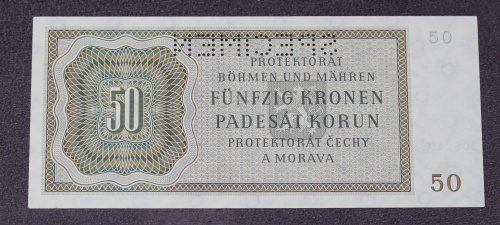 SPECIMEN
50
PROTEKTORAT
BÖHMEN UND MÄHREN
50
FÜNFZIG KRONEN
PADESÁT KORUN
PROTEKTORÁT ČECHY
A MORAVA
50